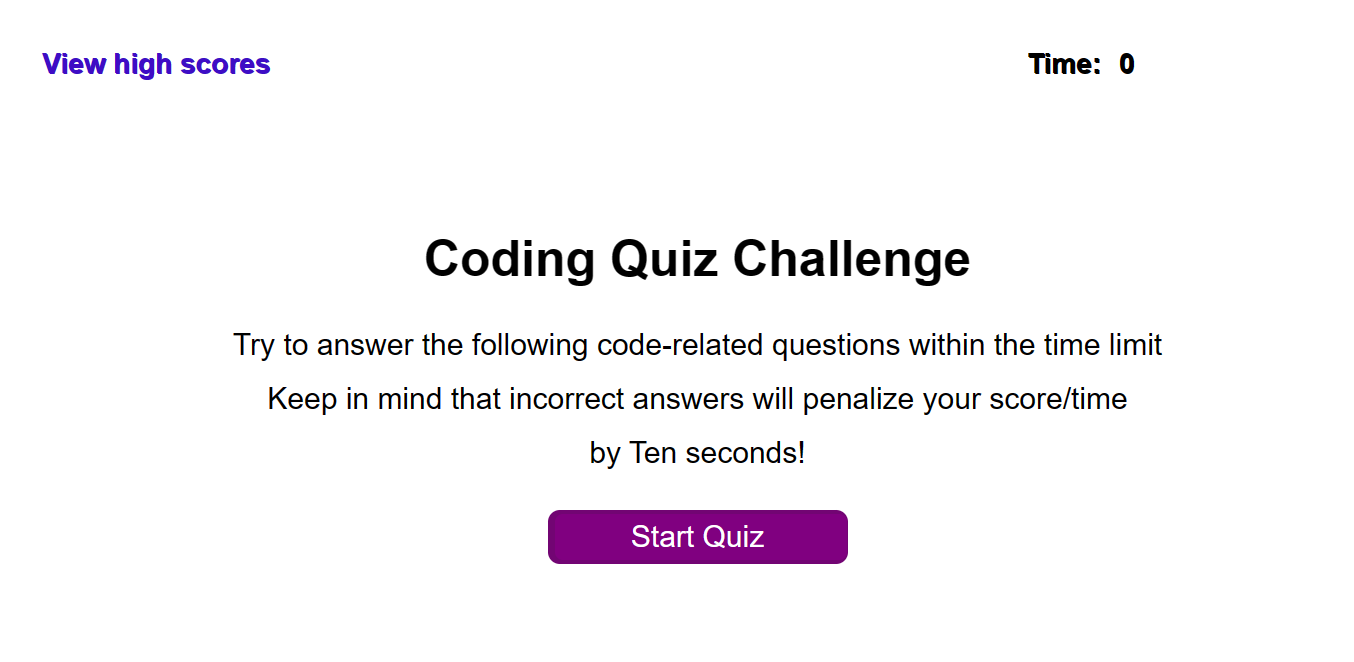 View high scores
Time: 0
Coding Quiz Challenge
Try to answer the following code-related questions within the time limit
Keep in mind that incorrect answers will penalize your score/time
by Ten seconds!
Start Quiz